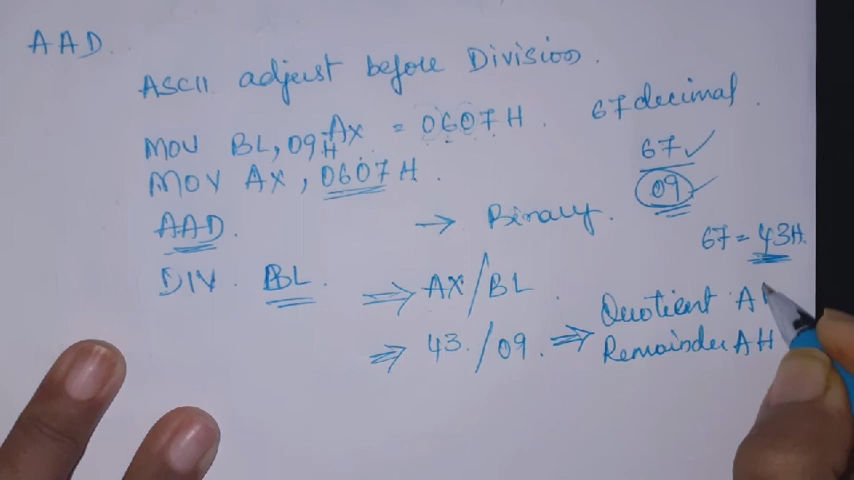 AAD.
ASCII adjust before Division.
AX = 0607H. 67 decimal.
MOV BL, 09H
67 ✓
MOV AX, 0607H.
09 ✓
AAD. → Binary.
67 = 43H.
DIV. BL. ⇒ AX/BL
Quotient A
⇒ 43./09. ⇒ Remainder AH